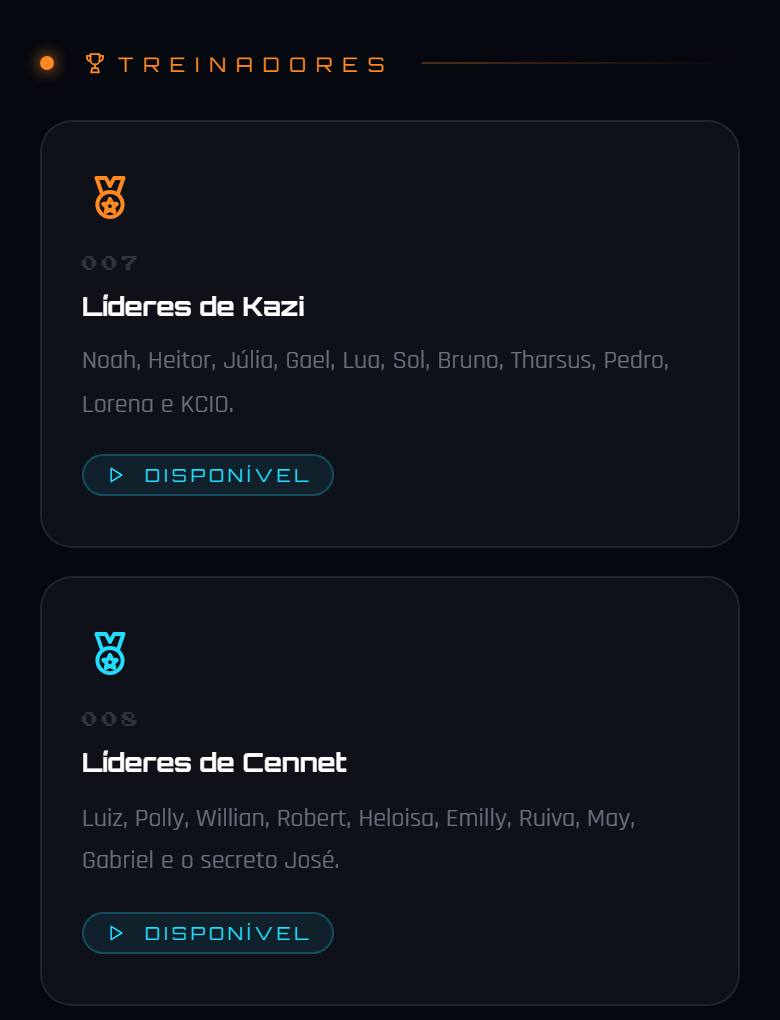 TREINADORES
007
Líderes de Kazi
Noah, Heitor, Júlia, Gael, Lua, Sol, Bruno, Tharsus, Pedro,
Lorena e KCIO.
DISPONÍVEL
008
Líderes de Cennet
Luiz, Polly, Willian, Robert, Heloisa, Emilly, Ruiva, May,
Gabriel e o secreto José.
DISPONÍVEL